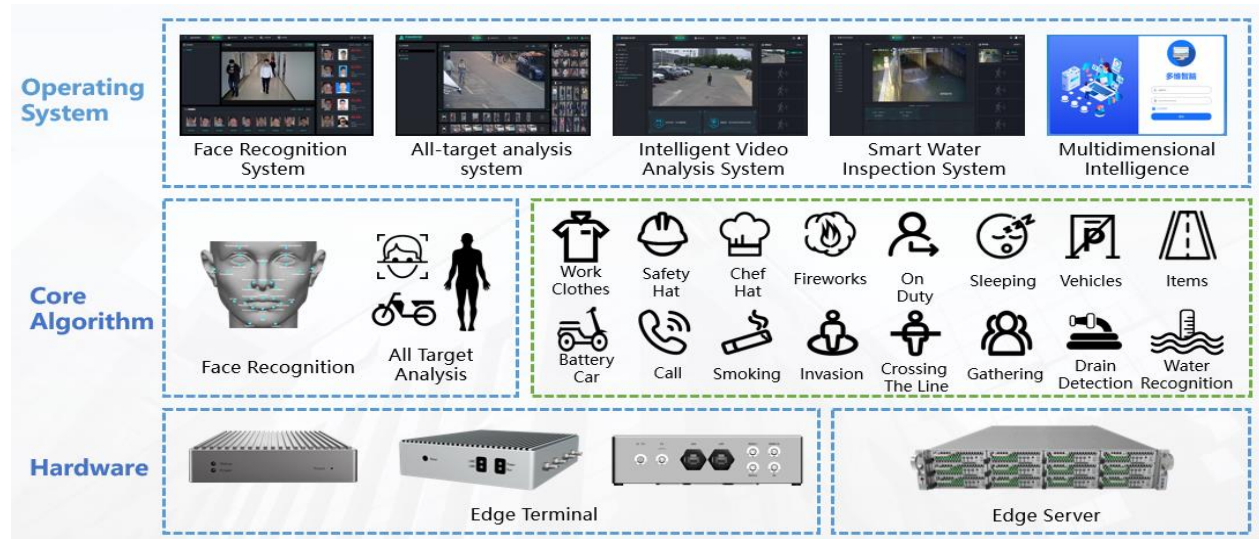 Operating
System
Face Recognition
System
All-target analysis
system
Intelligent Video
Analysis System
Smart Water
Inspection System
多维智脑
Multidimensional
Intelligence
Core
Algorithm
Face Recognition
All Target
Analysis
Work
Clothes
Safety
Hat
Chef
Hat
Fireworks
On
Duty
Sleeping
P
Vehicles
Items
Battery
Car
Call
Smoking
Invasion
Crossing
The Line
Gathering
Drain
Detection
Water
Recognition
Hardware
Edge Terminal
Edge Server